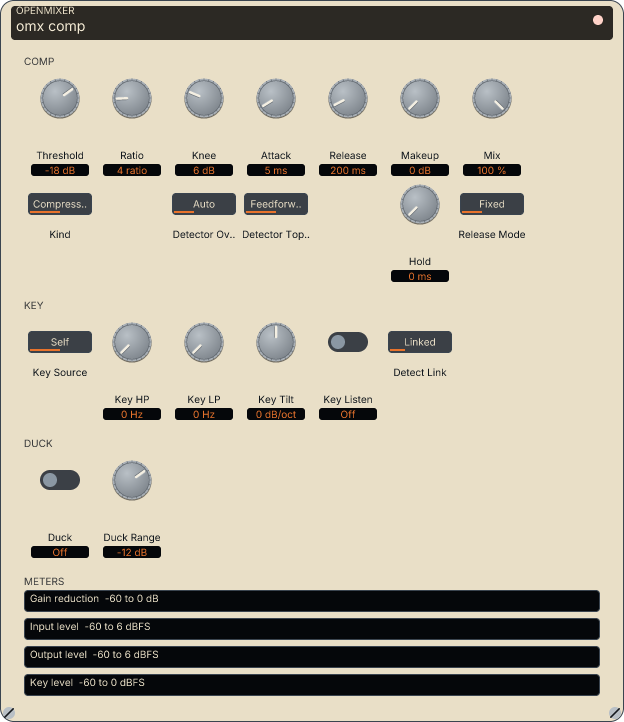 OPENMIXER
omx comp
COMP
Threshold Ratio Knee Attack Release Makeup Mix
-18 dB 4 ratio 6 dB 5 ms 200 ms 0 dB 100 %
Compress.. Auto Feedforw.. Fixed
Kind Detector Ov.. Detector Top.. Release Mode
Hold
0 ms
KEY
Self Linked
Key Source Detect Link
Key HP Key LP Key Tilt Key Listen
0 Hz 0 Hz 0 dB/oct Off
DUCK
Duck Duck Range
Off -12 dB
METERS
Gain reduction -60 to 0 dB
Input level -60 to 6 dBFS
Output level -60 to 6 dBFS
Key level -60 to 0 dBFS